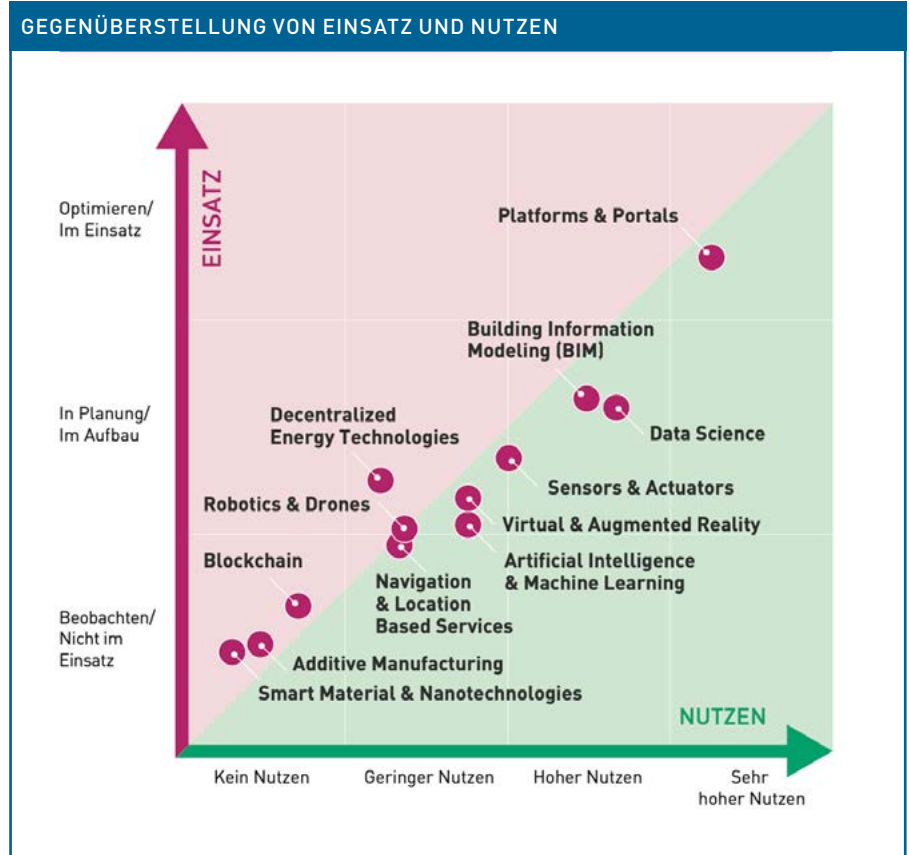 GEGENÜBERSTELLUNG VON EINSATZ UND NUTZEN
EINSATZ
Optimieren/
Im Einsatz
Platforms & Portals
Building Information
Modeling (BIM)
In Planung/
Im Aufbau
Decentralized
Energy Technologies
Data Science
Sensors & Actuators
Robotics & Drones
Virtual & Augmented Reality
Blockchain
Artificial Intelligence
& Machine Learning
Navigation
& Location
Based Services
Beobachten/
Nicht im
Einsatz
Additive Manufacturing
Smart Material & Nanotechnologies
NUTZEN
Kein Nutzen
Geringer Nutzen
Hoher Nutzen
Sehr
hoher Nutzen